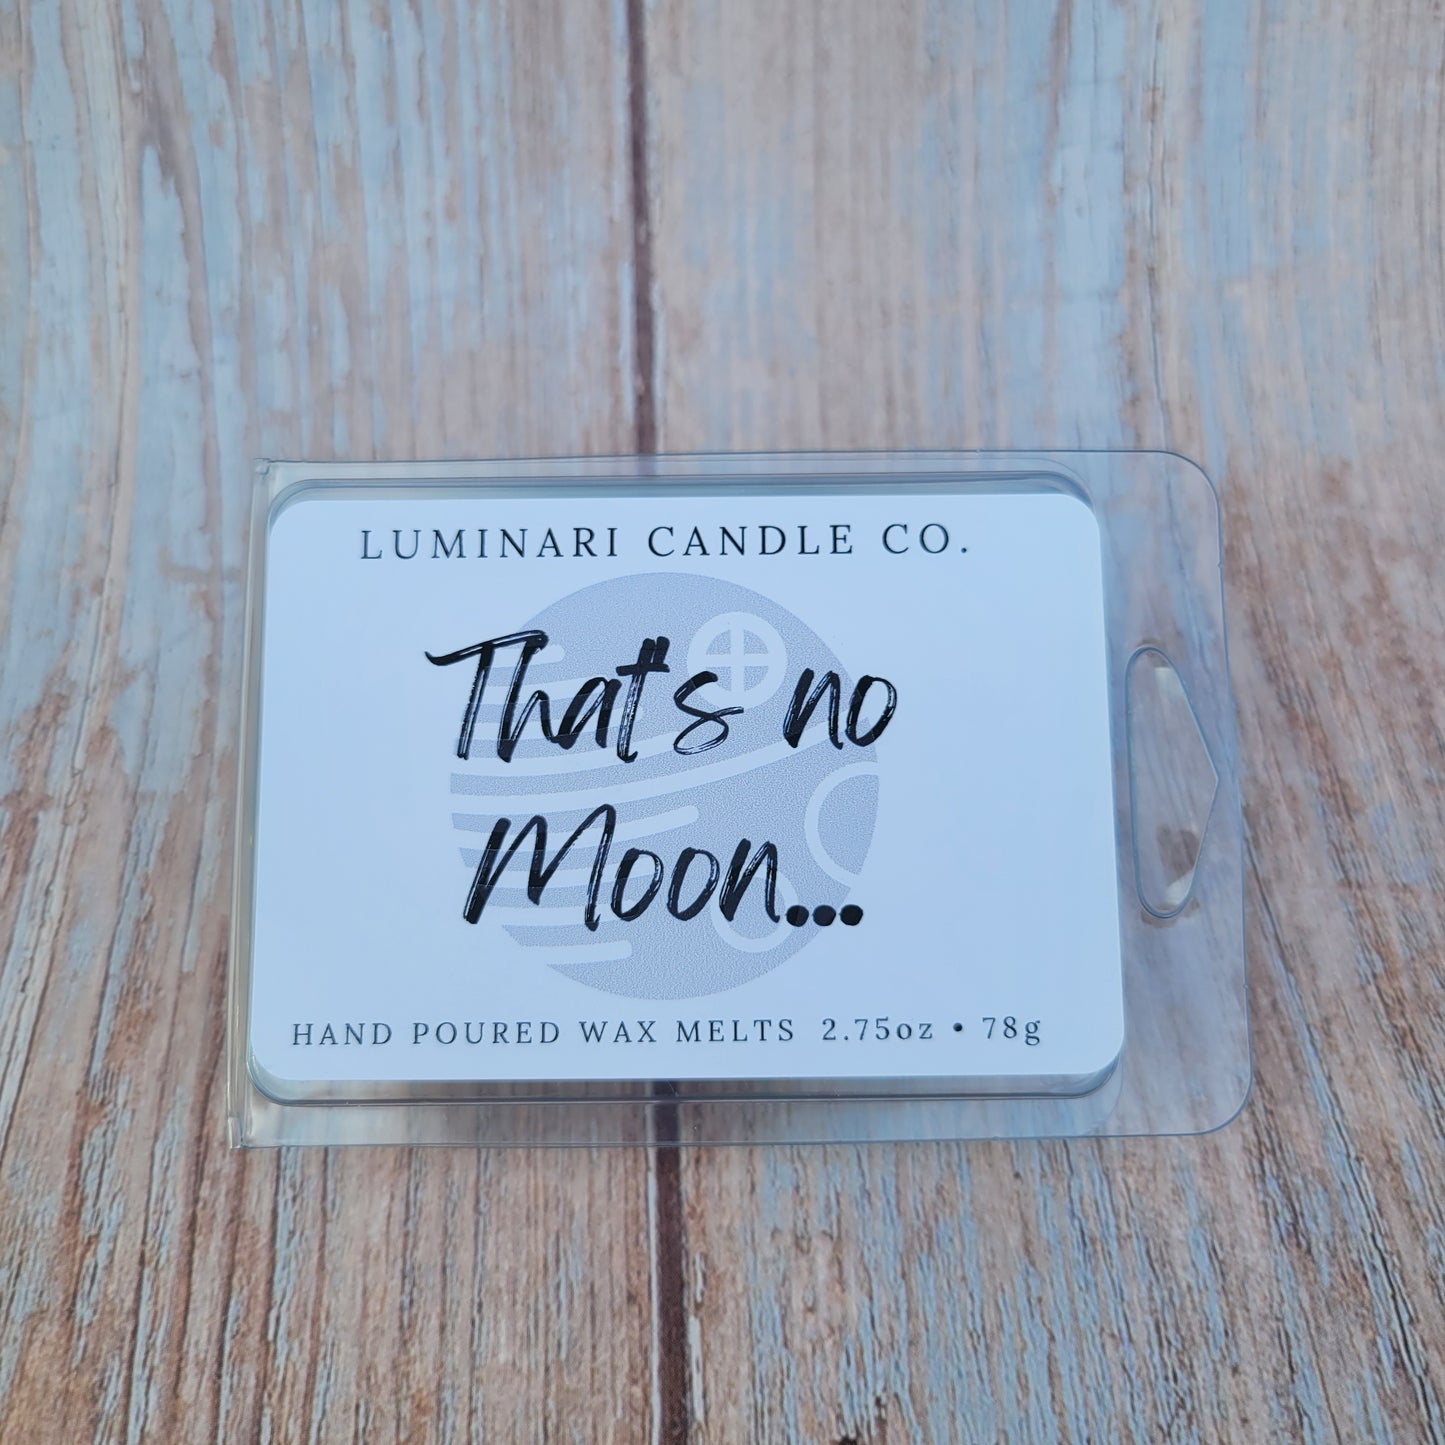 LUMINARI CANDLE CO.
That's no
Moon...
HAND POURED WAX MELTS 2.75oz • 78g